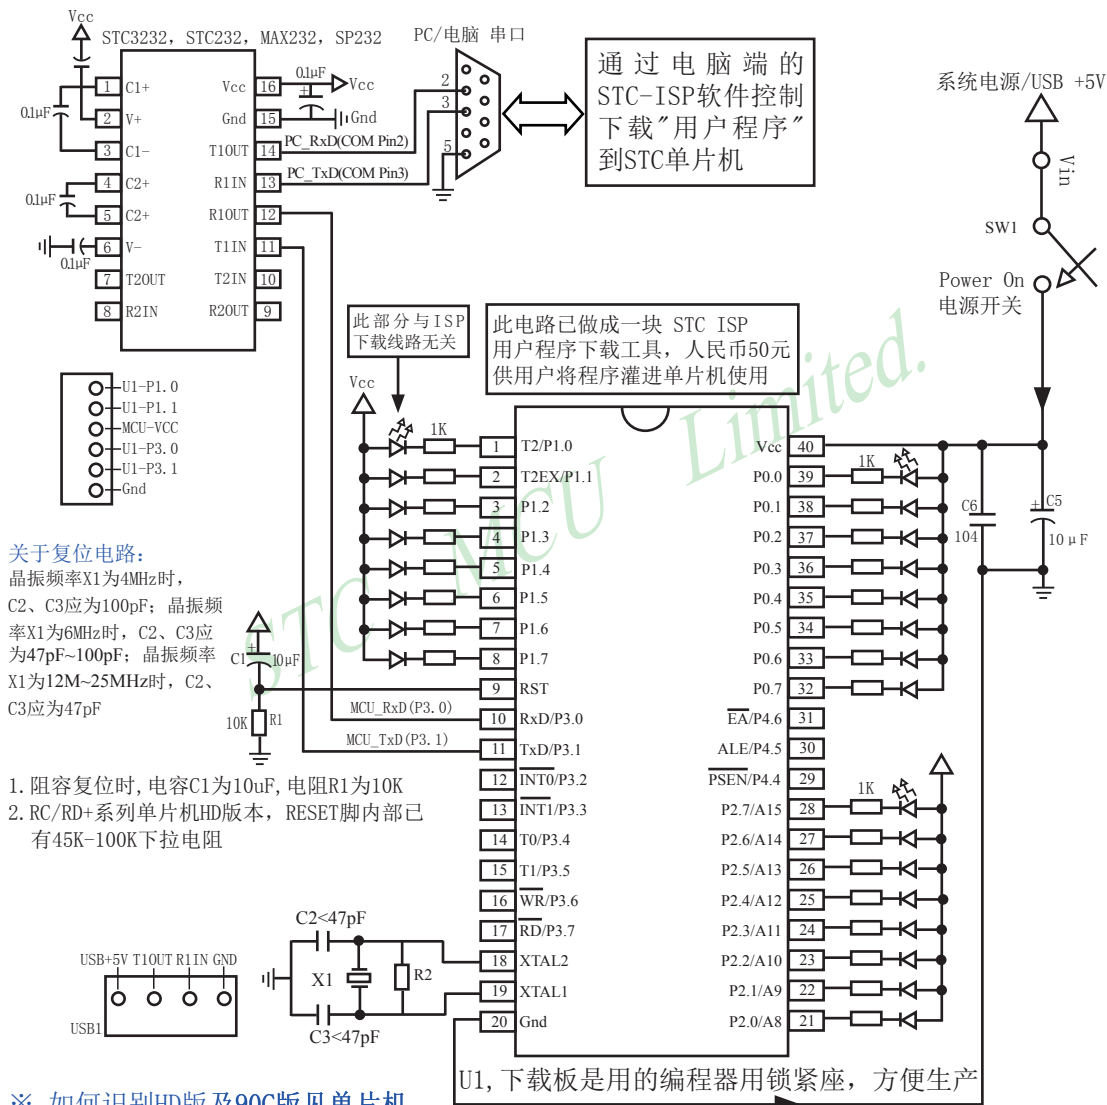 Vcc
STC3232, STC232, MAX232, SP232
PC/电脑 串口
0.1μF
Vcc
1 C1+
2 V+
3 C1-
4 C2+
5 C2+
6 V-
7 T2OUT
8 R2IN
Vcc 16
Gnd 15
T1OUT 14
R1IN 13
R1OUT 12
T1IN 11
T2IN 10
R2OUT 9
0.1μF
0.1μF
0.1μF
Gnd
PC_RxD(COM Pin2)
PC_TxD(COM Pin3)
2
3
5
通过电脑端的
STC-ISP软件控制
下载"用户程序"
到STC单片机
系统电源/USB +5V
Vin
SW1
Power On
电源开关
此部分与ISP
下载线路无关
此电路已做成一块 STC ISP
用户程序下载工具，人民币50元
供用户将程序灌进单片机使用
U1-P1.0
U1-P1.1
MCU-VCC
U1-P3.0
U1-P3.1
Gnd
Vcc
1K
1 T2/P1.0
2 T2EX/P1.1
3 P1.2
4 P1.3
5 P1.4
6 P1.5
7 P1.6
8 P1.7
9 RST
10 RxD/P3.0
11 TxD/P3.1
12 INT0/P3.2
13 INT1/P3.3
14 T0/P3.4
15 T1/P3.5
16 WR/P3.6
17 RD/P3.7
18 XTAL2
19 XTAL1
20 Gnd
Vcc 40
P0.0 39
P0.1 38
P0.2 37
P0.3 36
P0.4 35
P0.5 34
P0.6 33
P0.7 32
EA/P4.6 31
ALE/P4.5 30
PSEN/P4.4 29
P2.7/A15 28
P2.6/A14 27
P2.5/A13 26
P2.4/A12 25
P2.3/A11 24
P2.2/A10 23
P2.1/A9 22
P2.0/A8 21
1K
1K
C6
104
+ C5
10μF
STC MCU Limited.
关于复位电路:
晶振频率X1为4MHz时，
C2、C3应为100pF；晶振频
率X1为6MHz时，C2、C3应
为47pF~100pF；晶振频率
X1为12M~25MHz时，C2、
C3应为47pF
C1
+
10μF
10K
R1
MCU_RxD(P3.0)
MCU_TxD(P3.1)
1.阻容复位时,电容C1为10uF,电阻R1为10K
2.RC/RD+系列单片机HD版本，RESET脚内部已
有45K-100K下拉电阻
C2<47pF
X1
R2
C3<47pF
USB+5V T1OUT R1IN GND
USB1
U1,下载板是用的编程器用锁紧座，方便生产
※ 如何识别HD版及90C版见单片机